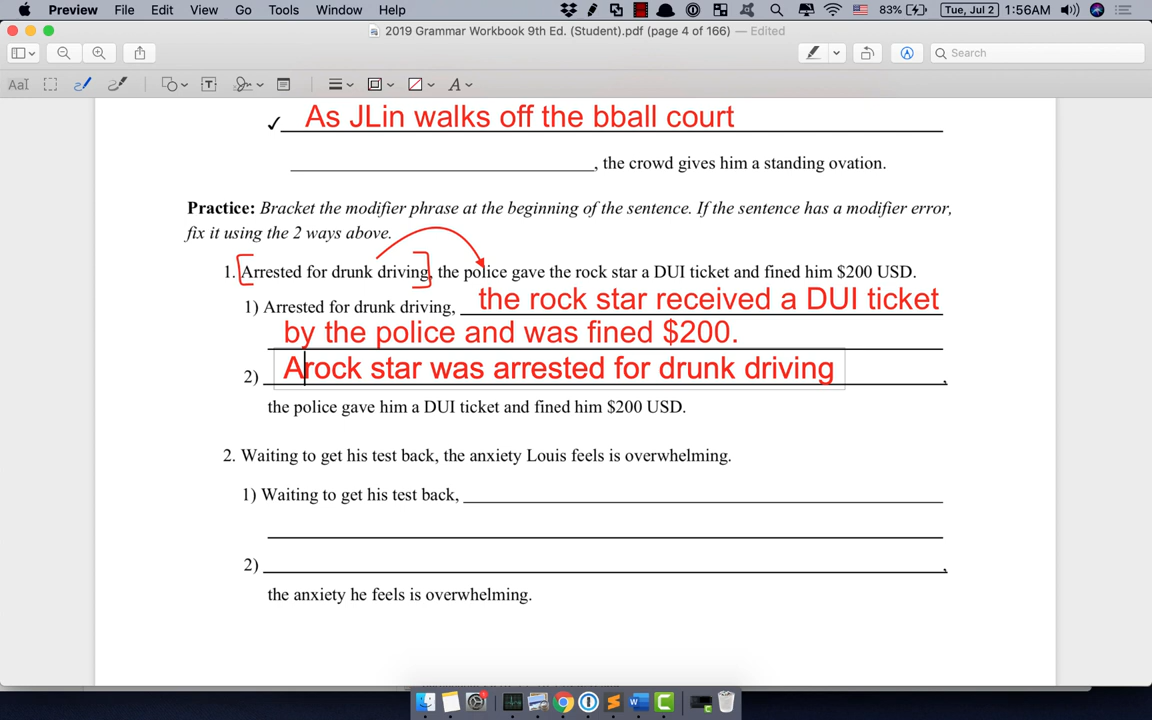 Preview File Edit View Go Tools Window Help 83% Tue, Jul 2 1:56AM
2019 Grammar Workbook 9th Ed. (Student).pdf (page 4 of 166) — Edited
Search
AaI T A
✓ As JLin walks off the bball court
____________________, the crowd gives him a standing ovation.
Practice: Bracket the modifier phrase at the beginning of the sentence. If the sentence has a modifier error,
fix it using the 2 ways above.
1. [Arrested for drunk driving], the police gave the rock star a DUI ticket and fined him $200 USD.
1) Arrested for drunk driving, the rock star received a DUI ticket
by the police and was fined $200.
2) Arock star was arrested for drunk driving,
the police gave him a DUI ticket and fined him $200 USD.
2. Waiting to get his test back, the anxiety Louis feels is overwhelming.
1) Waiting to get his test back, ____________________
2) ____________________,
the anxiety he feels is overwhelming.